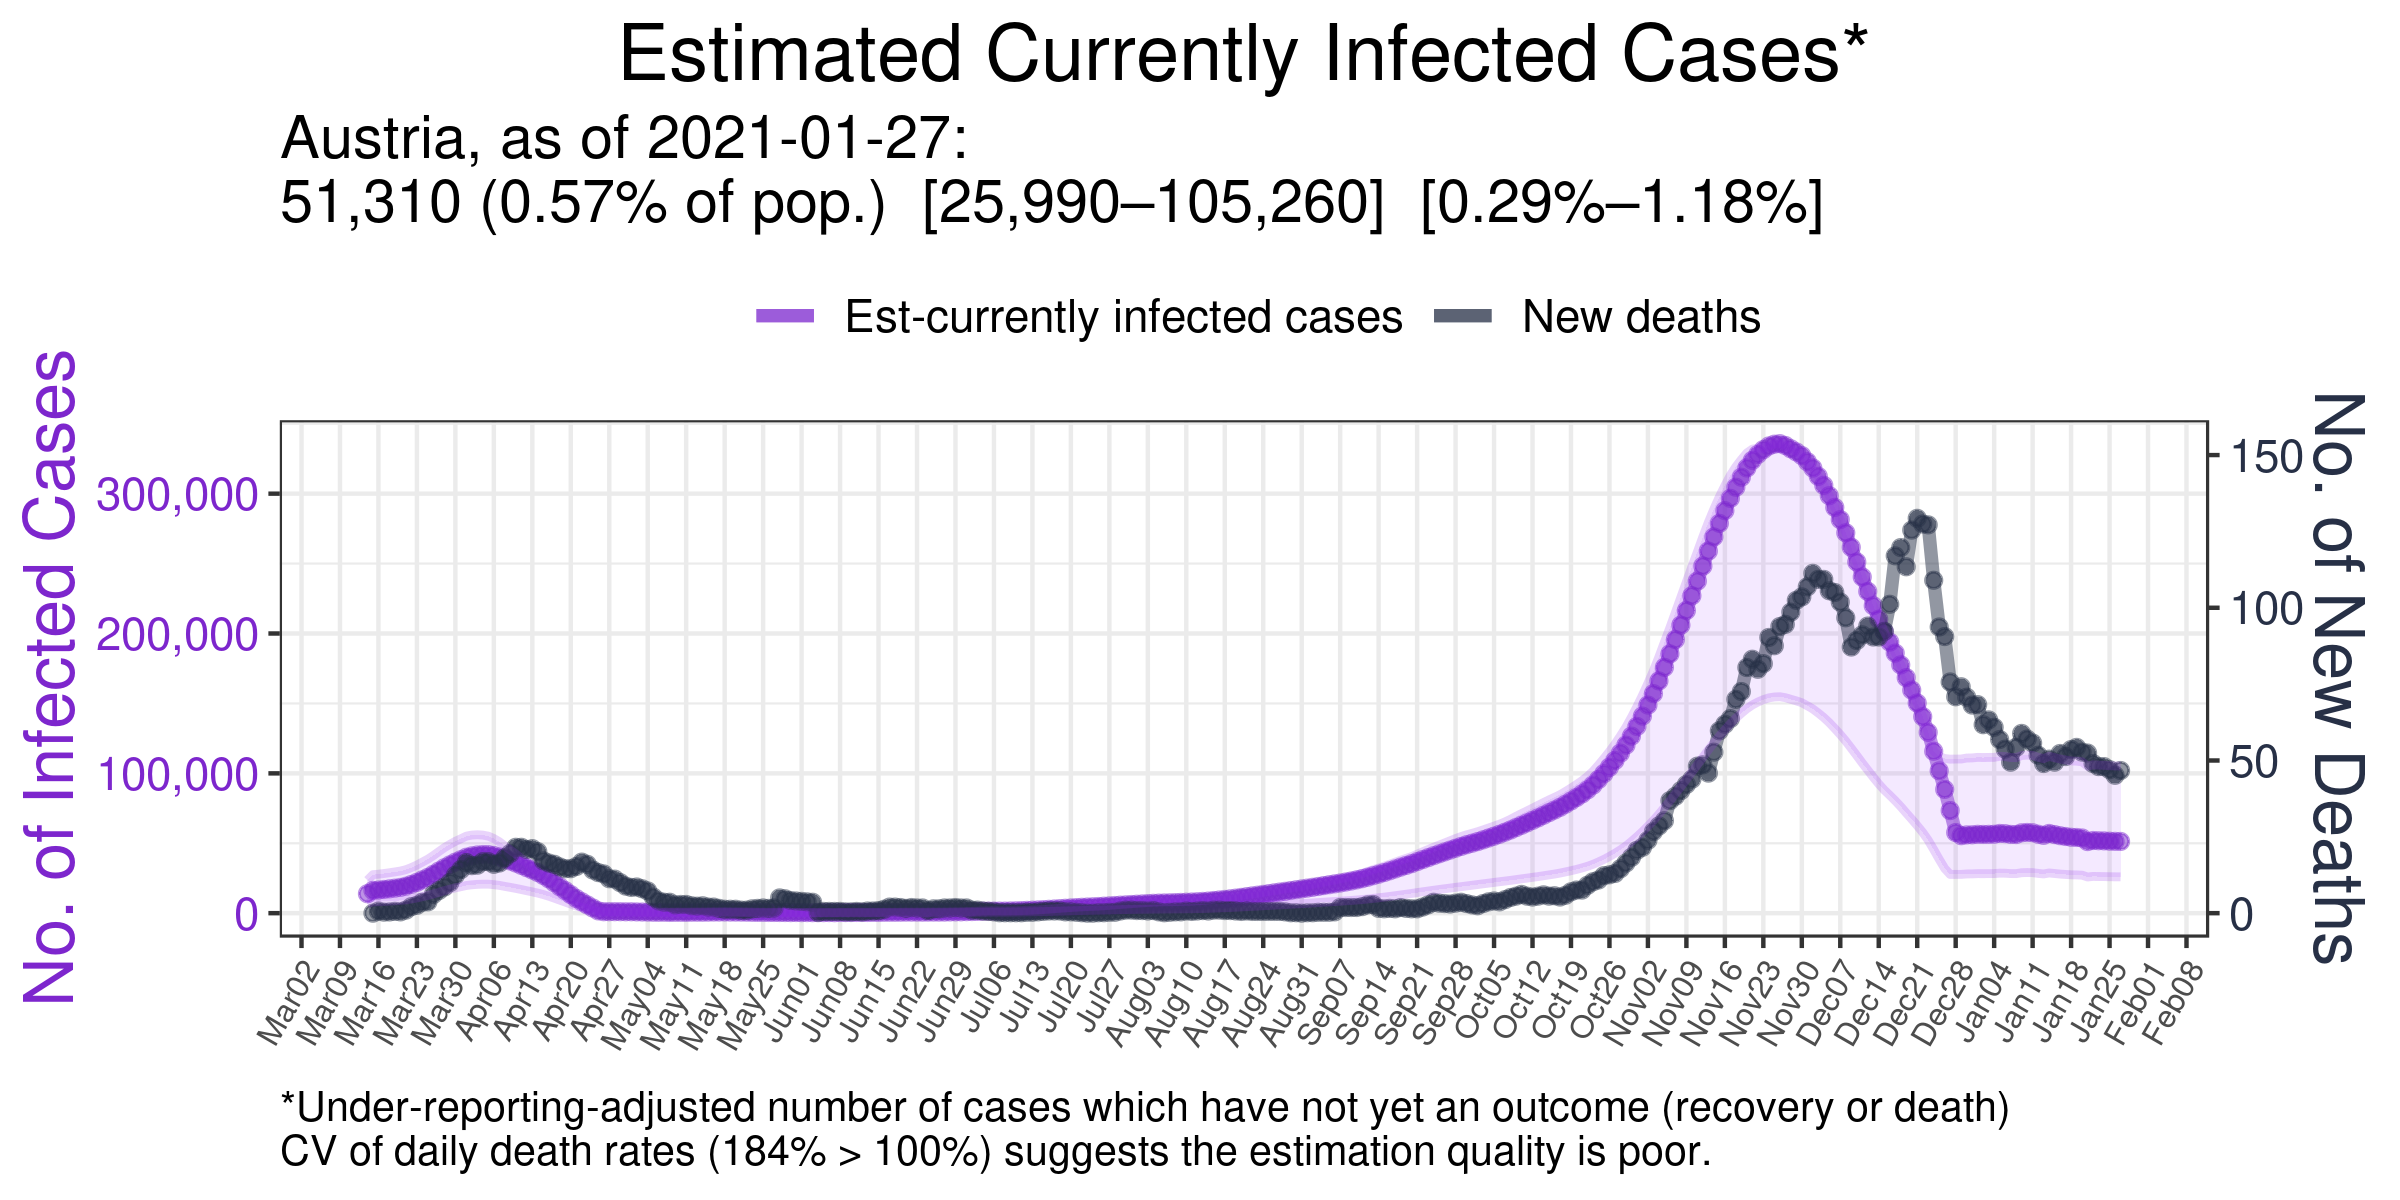 Estimated Currently Infected Cases*
Austria, as of 2021-01-27:
51,310 (0.57% of pop.)  [25,990–105,260]  [0.29%–1.18%]
Est-currently infected cases
New deaths
No. of Infected Cases
300,000
200,000
100,000
0
150
100
50
0
No. of New Deaths
Mar02
Mar09
Mar16
Mar23
Mar30
Apr06
Apr13
Apr20
Apr27
May04
May11
May18
May25
Jun01
Jun08
Jun15
Jun22
Jun29
Jul06
Jul13
Jul20
Jul27
Aug03
Aug10
Aug17
Aug24
Aug31
Sep07
Sep14
Sep21
Sep28
Oct05
Oct12
Oct19
Oct26
Nov02
Nov09
Nov16
Nov23
Nov30
Dec07
Dec14
Dec21
Dec28
Jan04
Jan11
Jan18
Jan25
Feb01
Feb08
*Under-reporting-adjusted number of cases which have not yet an outcome (recovery or death)
CV of daily death rates (184% > 100%) suggests the estimation quality is poor.